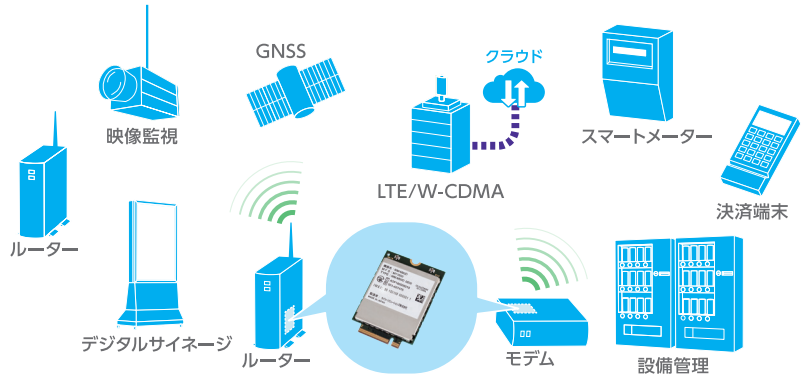 GNSS
クラウド
映像監視
スマートメーター
LTE/W-CDMA
決済端末
ルーター
デジタルサイネージ
ルーター
モデム
設備管理